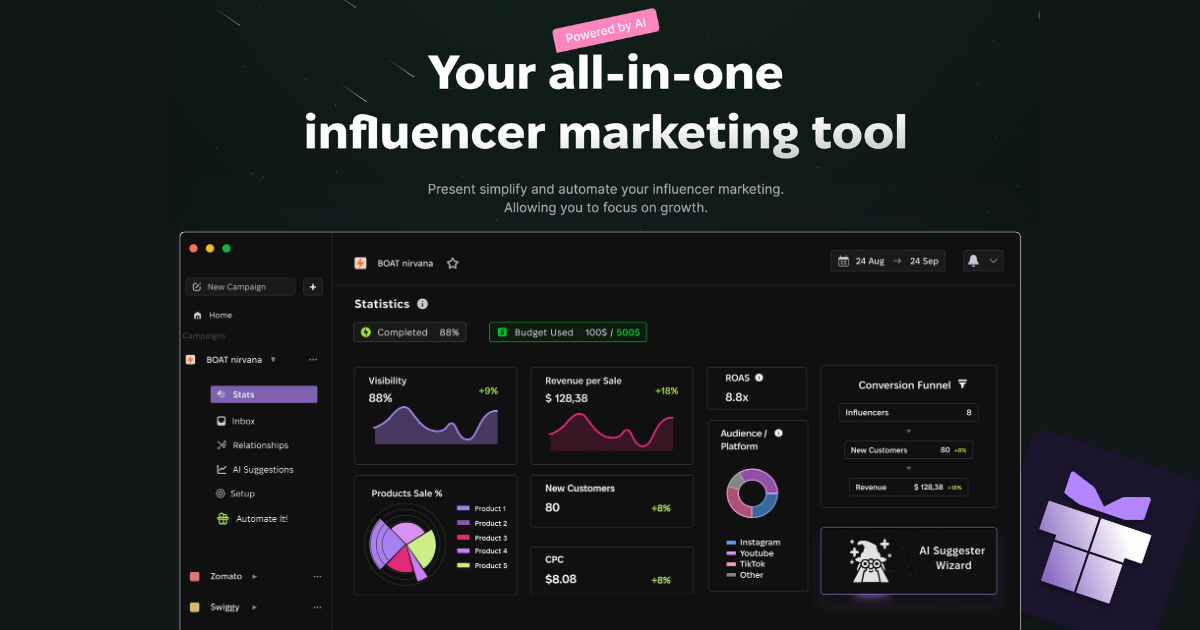 Powered by AI
Your all-in-one
influencer marketing tool
Present simplify and automate your influencer marketing.
Allowing you to focus on growth.
New Campaign
+
Home
Campaigns
BOAT nirvana
Stats
Inbox
Relationships
AI Suggestions
Setup
Automate It!
Zomato
Swiggy
BOAT nirvana
24 Aug → 24 Sep
Statistics
Completed 88%
Budget Used 100$ / 500$
Visibility
88%
+9%
Revenue per Sale
$ 128,38
+18%
ROAS
8.8x
Audience /
Platform
Instagram
Youtube
TikTok
Other
Conversion Funnel
Influencers 8
New Customers 80 +8%
Revenue $ 128,38 +18%
Products Sale %
Product 1
Product 2
Product 3
Product 4
Product 5
New Customers
80
+8%
CPC
$8.08
+8%
AI Suggester
Wizard